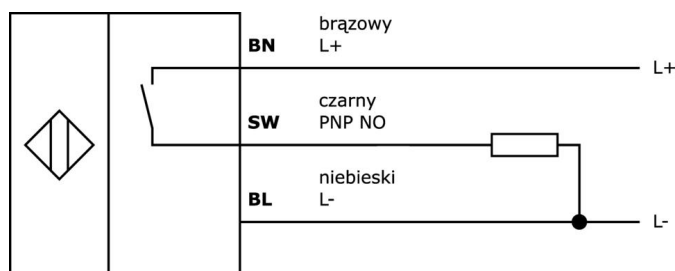 brązowy
BN L+
L+
czarny
SW PNP NO
niebieski
BL L-
L-